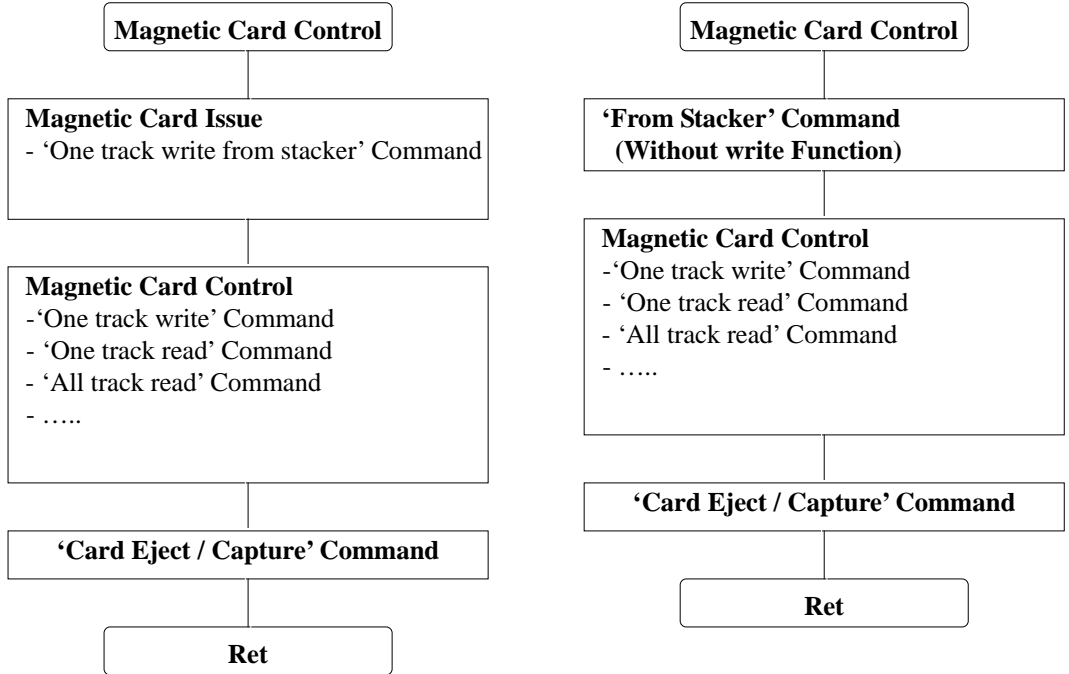 Magnetic Card Control
Magnetic Card Issue
- ‘One track write from stacker’ Command
Magnetic Card Control
-‘One track write’ Command
- ‘One track read’ Command
- ‘All track read’ Command
- …..
‘Card Eject / Capture’ Command
Ret
Magnetic Card Control
‘From Stacker’ Command
(Without write Function)
Magnetic Card Control
-‘One track write’ Command
- ‘One track read’ Command
- ‘All track read’ Command
- …..
‘Card Eject / Capture’ Command
Ret